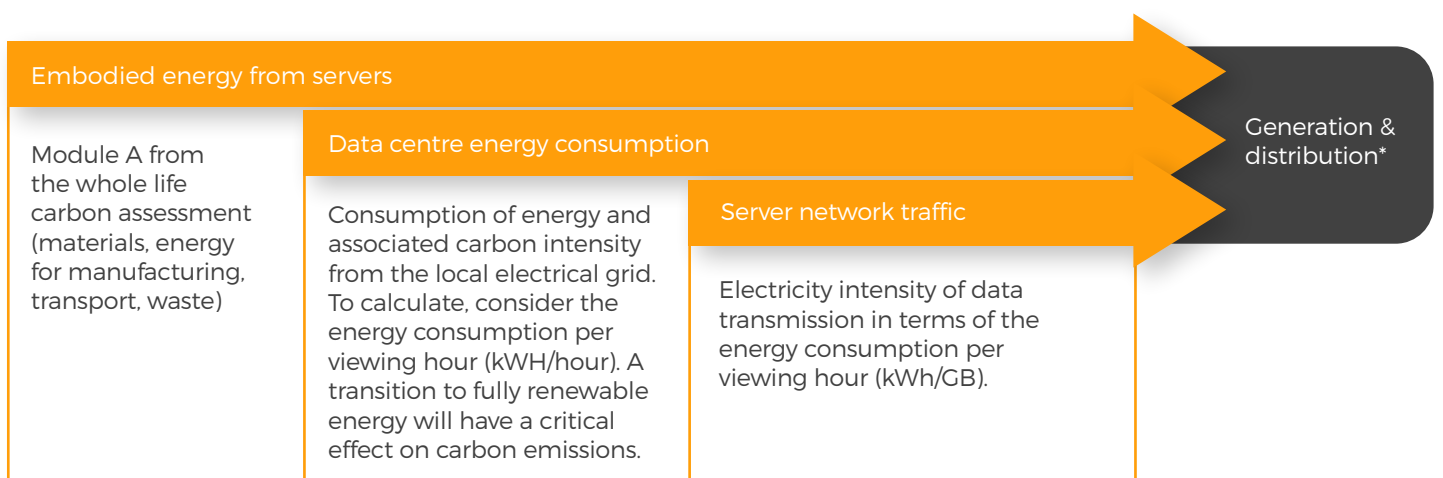 Embodied energy from servers
Module A from
the whole life
carbon assessment
(materials, energy
for manufacturing,
transport, waste)
Data centre energy consumption
Consumption of energy and
associated carbon intensity
from the local electrical grid.
To calculate, consider the
energy consumption per
viewing hour (kWH/hour). A
transition to fully renewable
energy will have a critical
effect on carbon emissions.
Server network traffic
Electricity intensity of data
transmission in terms of the
energy consumption per
viewing hour (kWh/GB).
Generation &
distribution*